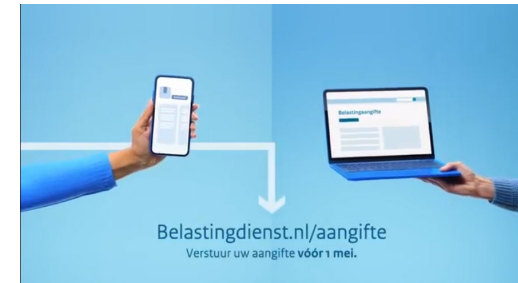 Belastingaangifte
Belastingdienst.nl/aangifte
Verstuur uw aangifte vóór 1 mei.